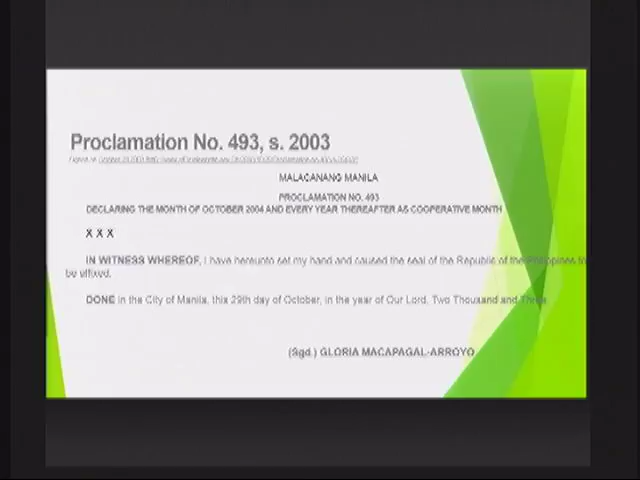 Proclamation No. 493, s. 2003
MALACANANG MANILA
PROCLAMATION NO. 493
DECLARING THE MONTH OF OCTOBER 2004 AND EVERY YEAR THEREAFTER AS COOPERATIVE MONTH
X X X
IN WITNESS WHEREOF, I have hereunto set my hand and caused the seal of the Republic of the Philippines to
be affixed.
DONE in the City of Manila, this 29th day of October, in the year of Our Lord, Two Thousand and Three.
(Sgd.) GLORIA MACAPAGAL-ARROYO